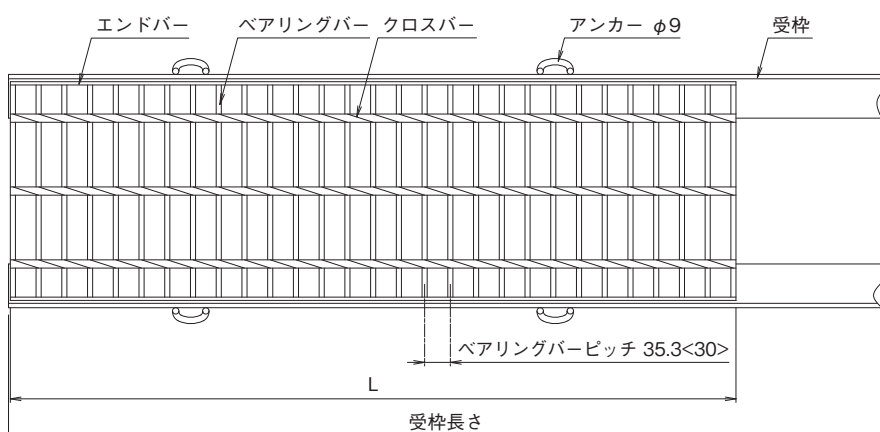 エンドバー
ベアリングバー
クロスバー
アンカー φ9
受枠
ベアリングバーピッチ 35.3<30>
L
受枠長さ